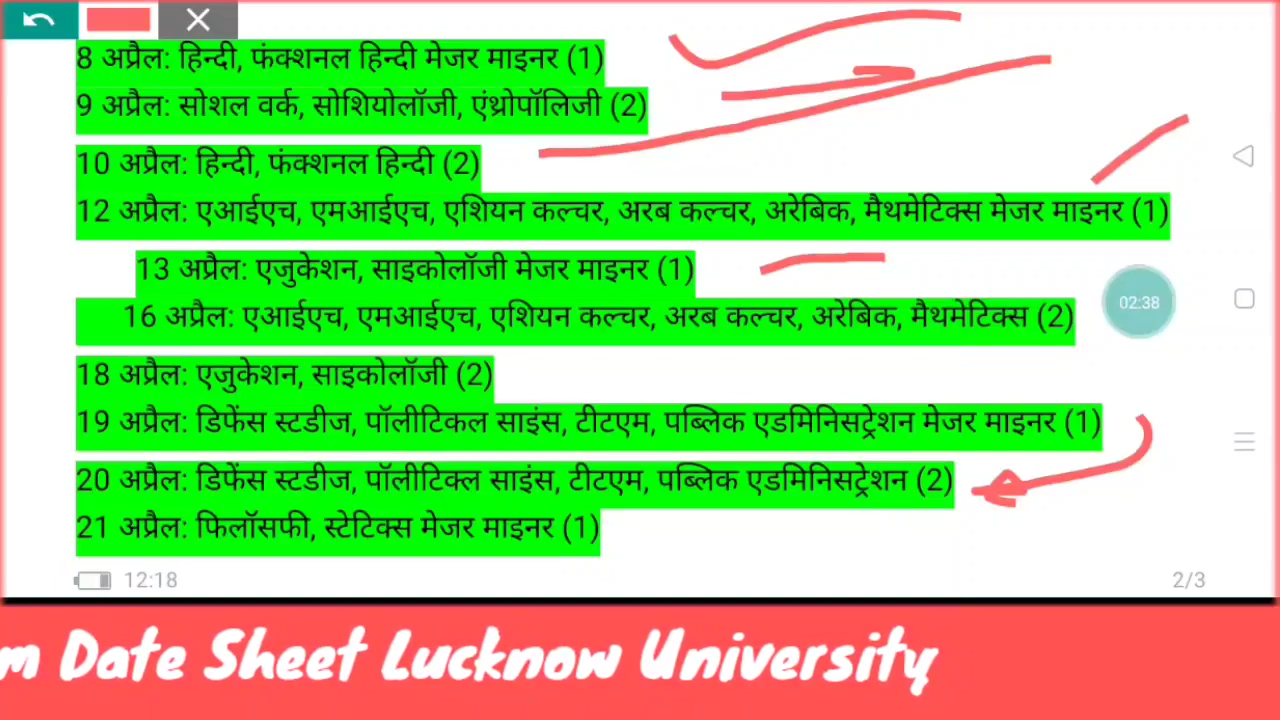 8 अप्रैल: हिन्दी, फंक्शनल हिन्दी मेजर माइनर (1)
9 अप्रैल: सोशल वर्क, सोशियोलॉजी, एंथ्रोपॉलिजी (2)
10 अप्रैल: हिन्दी, फंक्शनल हिन्दी (2)
12 अप्रैल: एआईएच, एमआईएच, एशियन कल्चर, अरब कल्चर, अरेबिक, मैथमेटिक्स मेजर माइनर (1)
13 अप्रैल: एजुकेशन, साइकोलॉजी मेजर माइनर (1)
02:38
16 अप्रैल: एआईएच, एमआईएच, एशियन कल्चर, अरब कल्चर, अरेबिक, मैथमेटिक्स (2)
18 अप्रैल: एजुकेशन, साइकोलॉजी (2)
19 अप्रैल: डिफेंस स्टडीज, पॉलीटिकल साइंस, टीटएम, पब्लिक एडमिनिसट्रेशन मेजर माइनर (1)
20 अप्रैल: डिफेंस स्टडीज, पॉलीटिक्ल साइंस, टीटएम, पब्लिक एडमिनिसट्रेशन (2)
21 अप्रैल: फिलॉसफी, स्टेटिक्स मेजर माइनर (1)
12:18 2/3
m Date Sheet Lucknow University